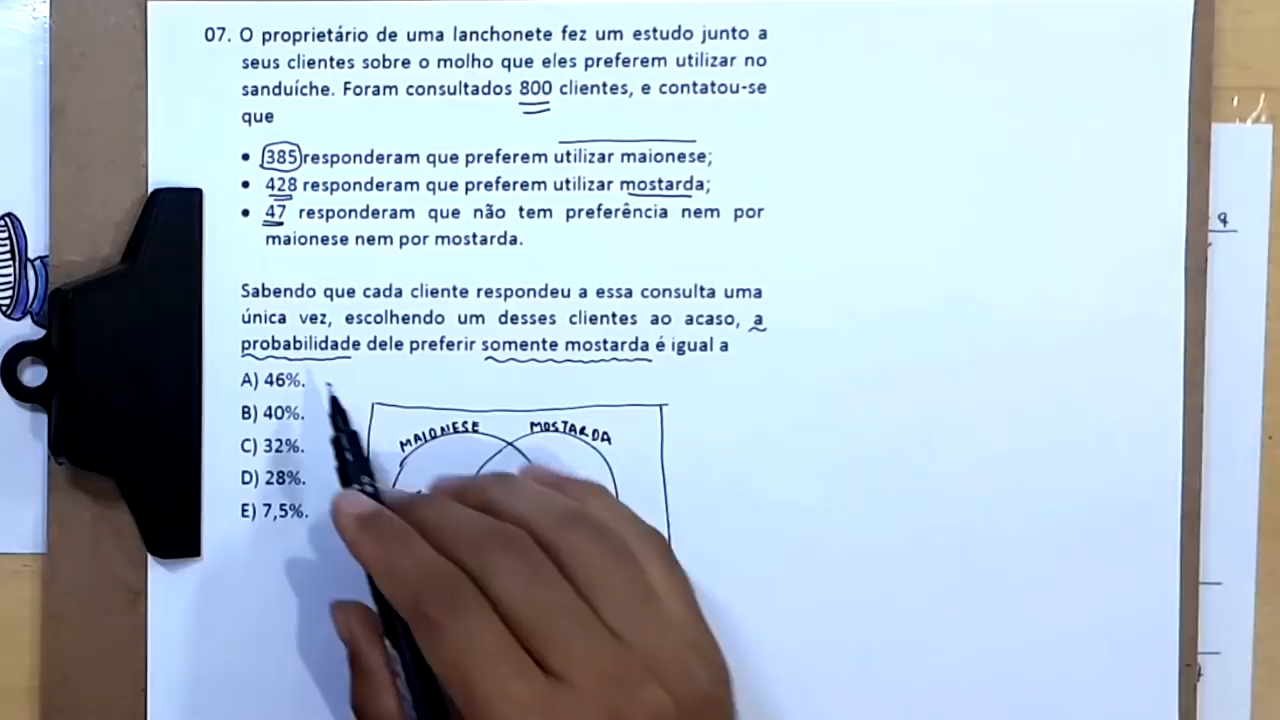 07. O proprietário de uma lanchonete fez um estudo junto a
seus clientes sobre o molho que eles preferem utilizar no
sanduíche. Foram consultados 800 clientes, e contatou-se
que
• 385 responderam que preferem utilizar maionese;
• 428 responderam que preferem utilizar mostarda;
• 47 responderam que não tem preferência nem por
maionese nem por mostarda.
Sabendo que cada cliente respondeu a essa consulta uma
única vez, escolhendo um desses clientes ao acaso, a
probabilidade dele preferir somente mostarda é igual a
A) 46%.
B) 40%.
C) 32%.
D) 28%.
E) 7,5%.
MAIONESE MOSTARDA